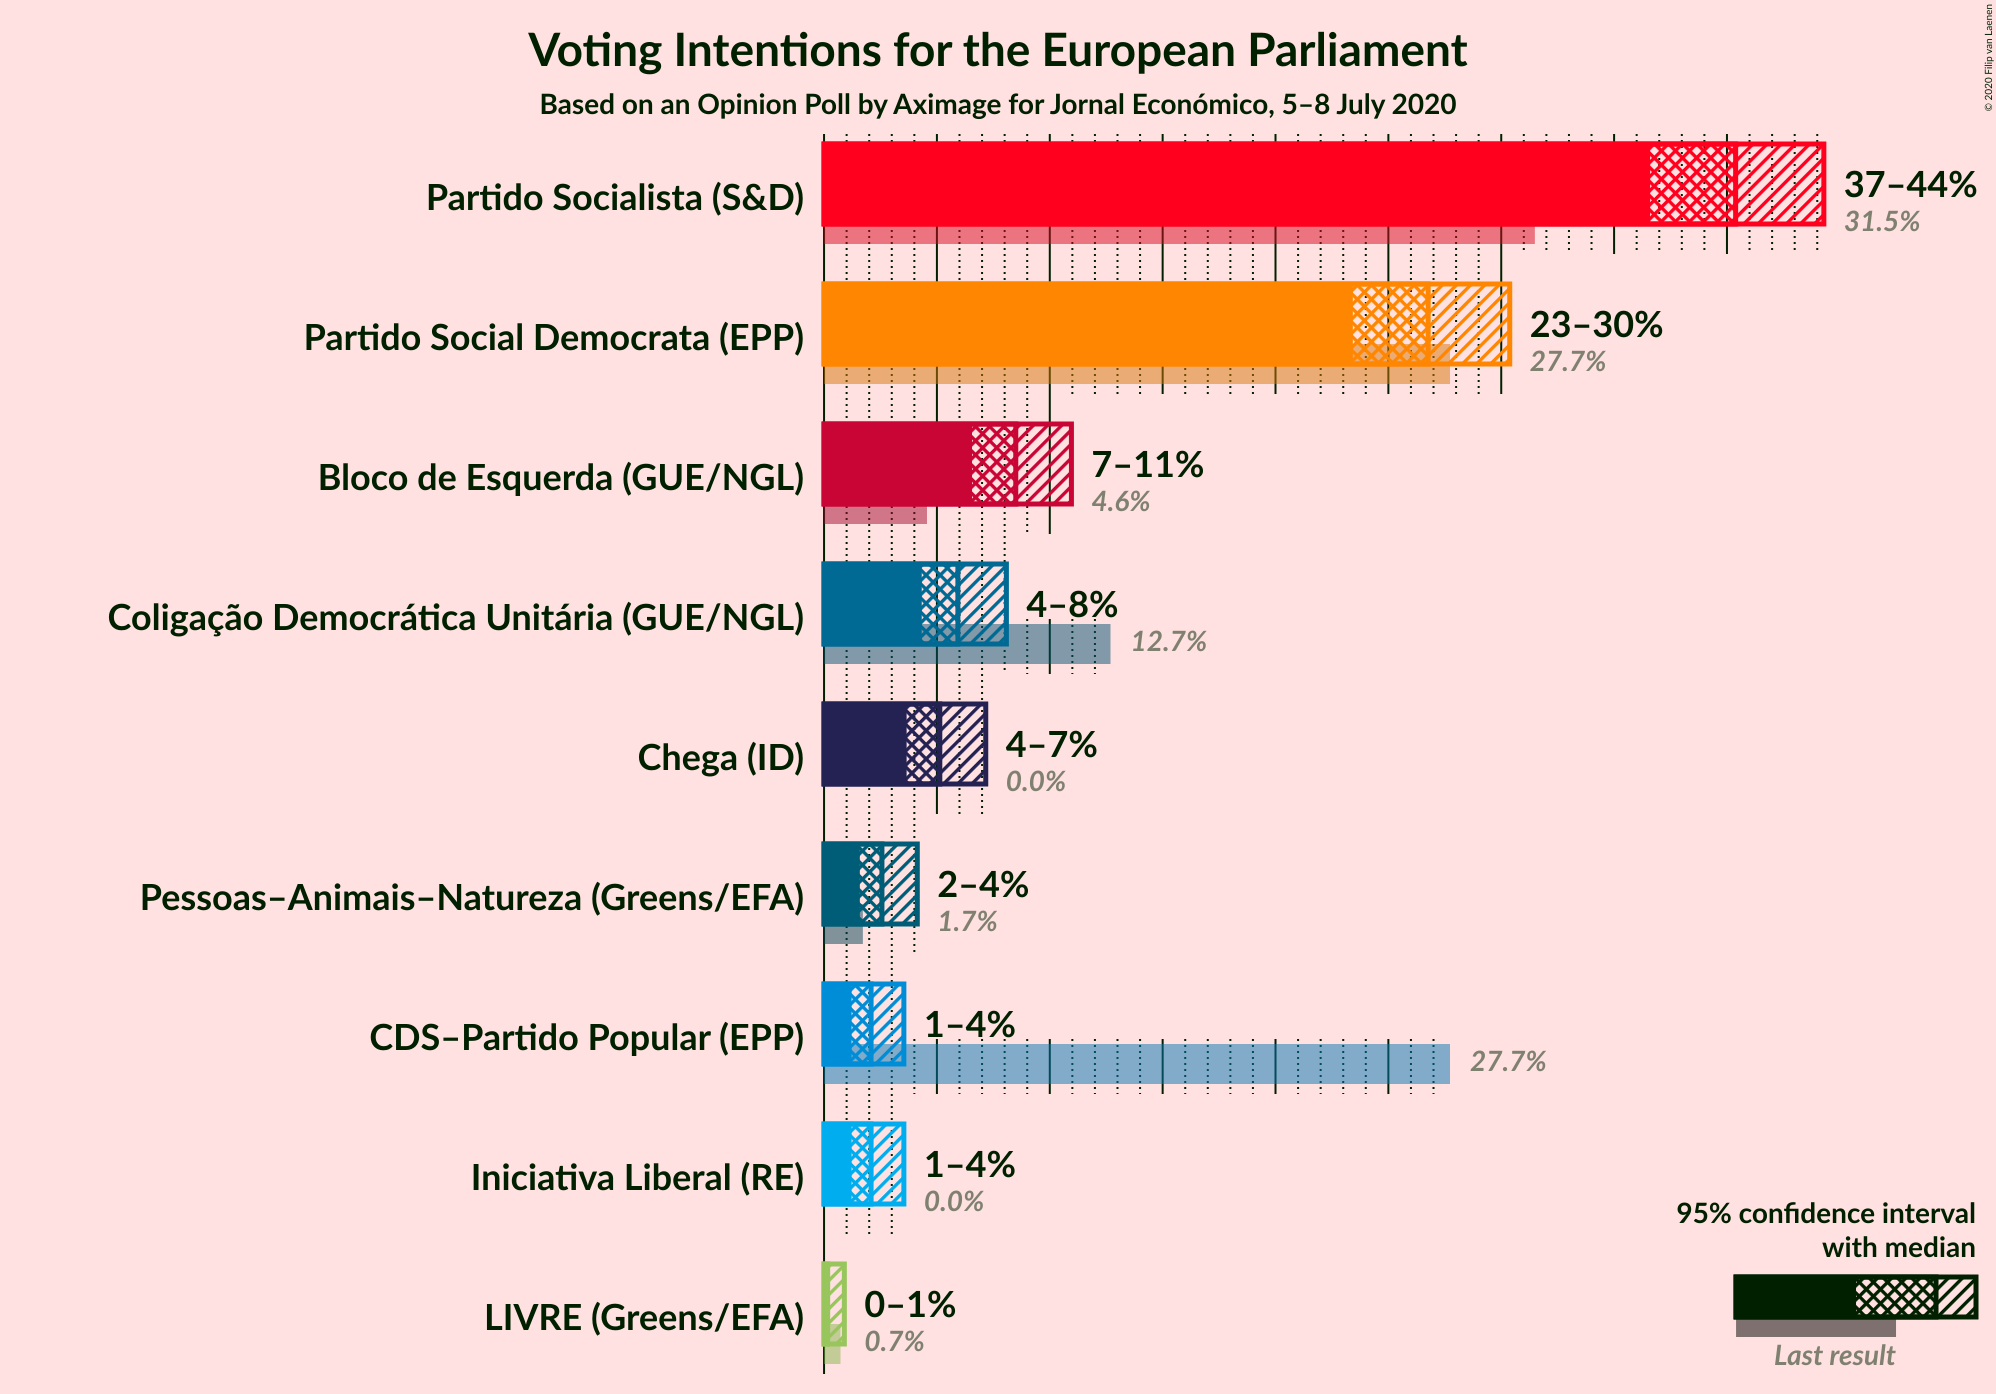 Voting Intentions for the European Parliament
Based on an Opinion Poll by Aximage for Jornal Económico, 5–8 July 2020
© 2020 Filip van Laenen
Partido Socialista (S&D)
37–44%
31.5%
Partido Social Democrata (EPP)
23–30%
27.7%
Bloco de Esquerda (GUE/NGL)
7–11%
4.6%
Coligação Democrática Unitária (GUE/NGL)
4–8%
12.7%
Chega (ID)
4–7%
0.0%
Pessoas–Animais–Natureza (Greens/EFA)
2–4%
1.7%
CDS–Partido Popular (EPP)
1–4%
27.7%
Iniciativa Liberal (RE)
1–4%
0.0%
LIVRE (Greens/EFA)
0–1%
0.7%
95% confidence interval
with median
Last result